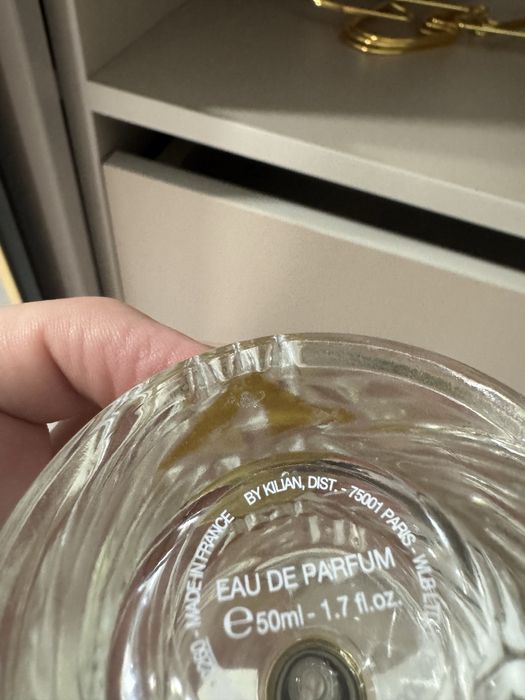 - MADE IN FRANCE BY KILIAN, DIST. - 75001 PARIS -
EAU DE PARFUM
e 50ml - 1.7 fl.oz.